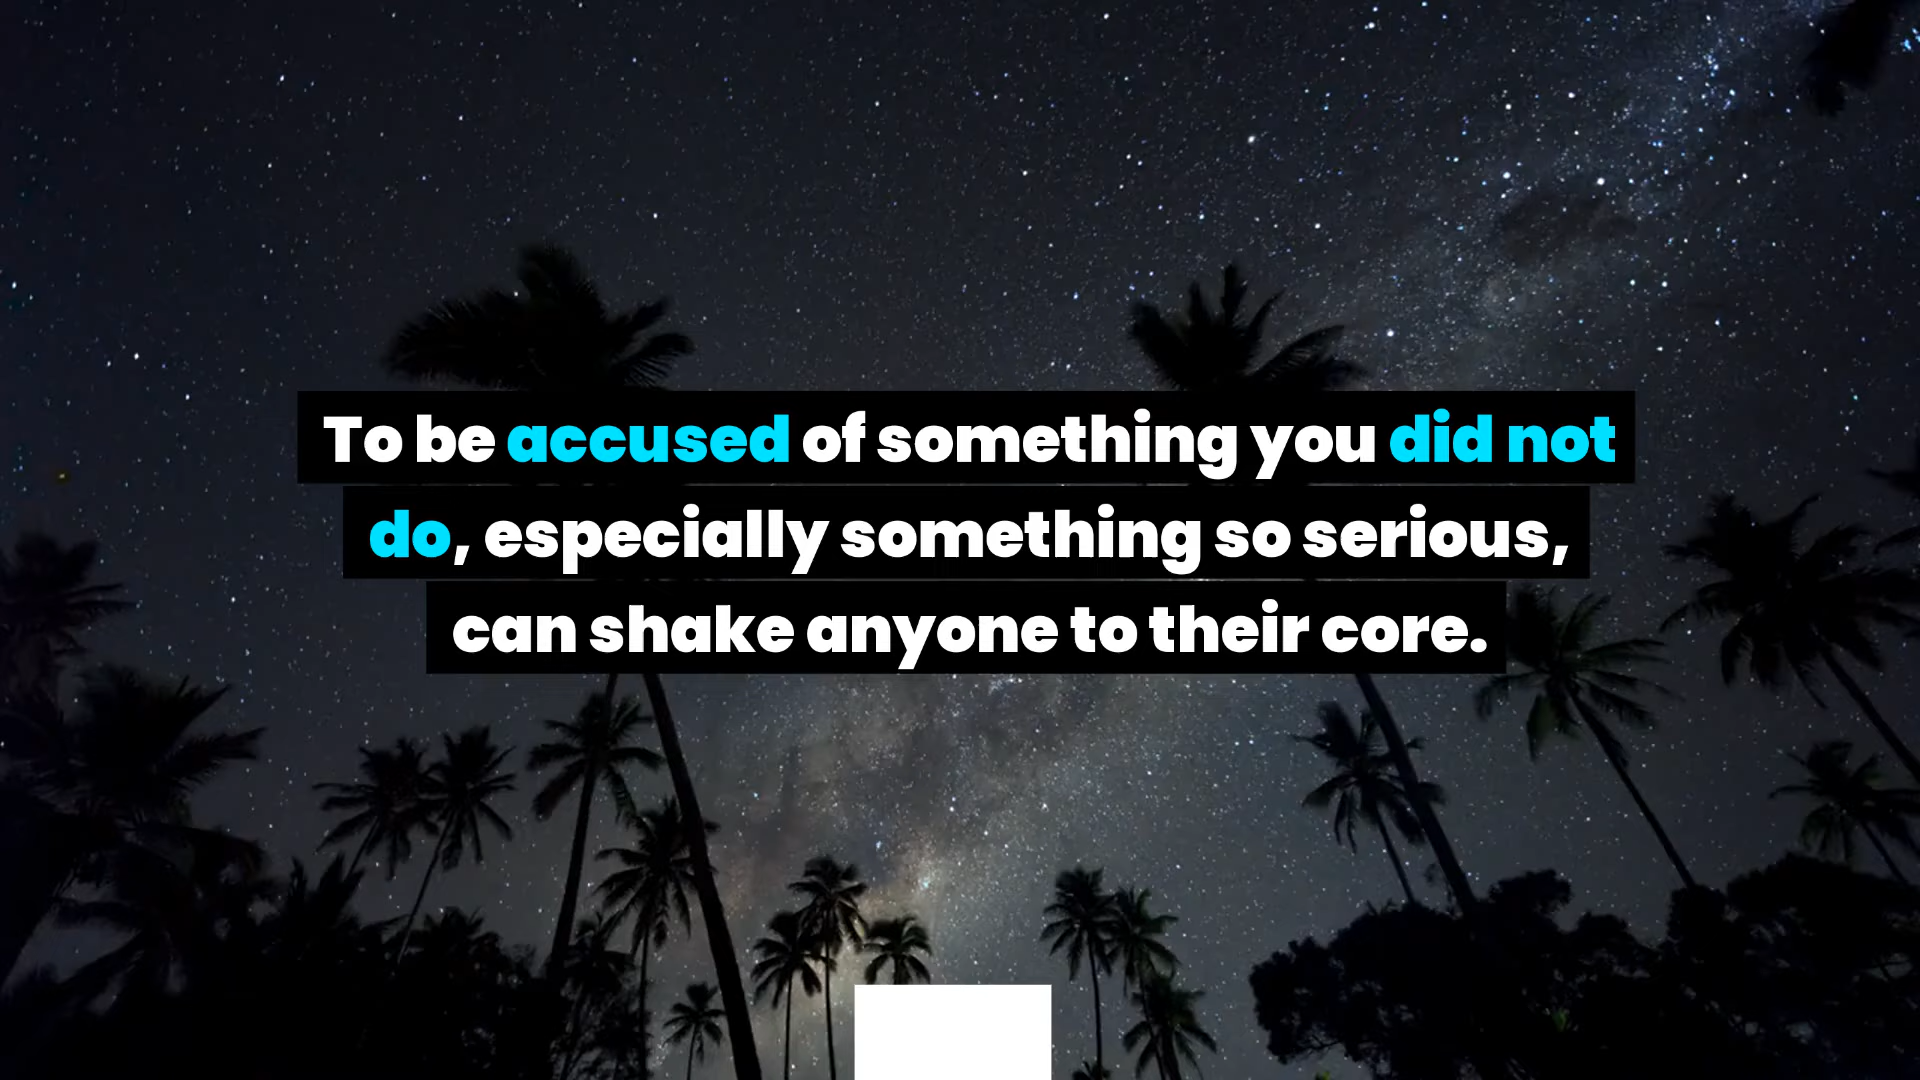 To be accused of something you did not
do, especially something so serious,
can shake anyone to their core.